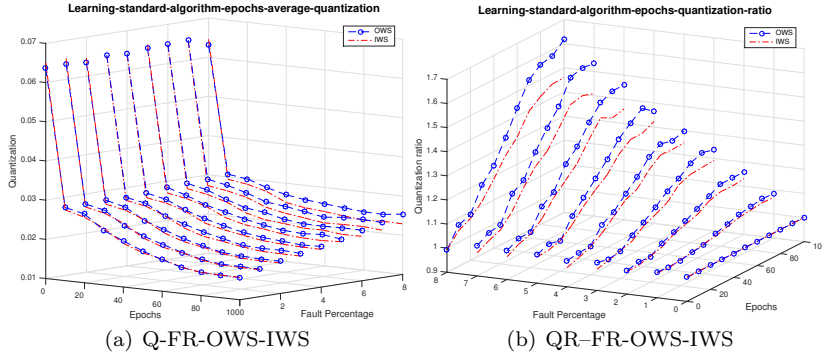 Learning-standard-algorithm-epochs-average-quantization
OWS
IWS
0.07
0.06
0.05
0.04
0.03
0.02
0.01
Quantization
0
20
40
60
80
1000
2
4
6
8
Epochs
Fault Percentage
(a) Q-FR-OWS-IWS
Learning-standard-algorithm-epochs-quantization-ratio
OWS
IWS
1.7
1.6
1.5
1.4
1.3
1.2
1.1
1
0.9
Quantization ratio
8
7
6
5
4
3
2
1
0
0
20
40
60
80
10
Fault Percentage
Epochs
(b) QR–FR-OWS-IWS